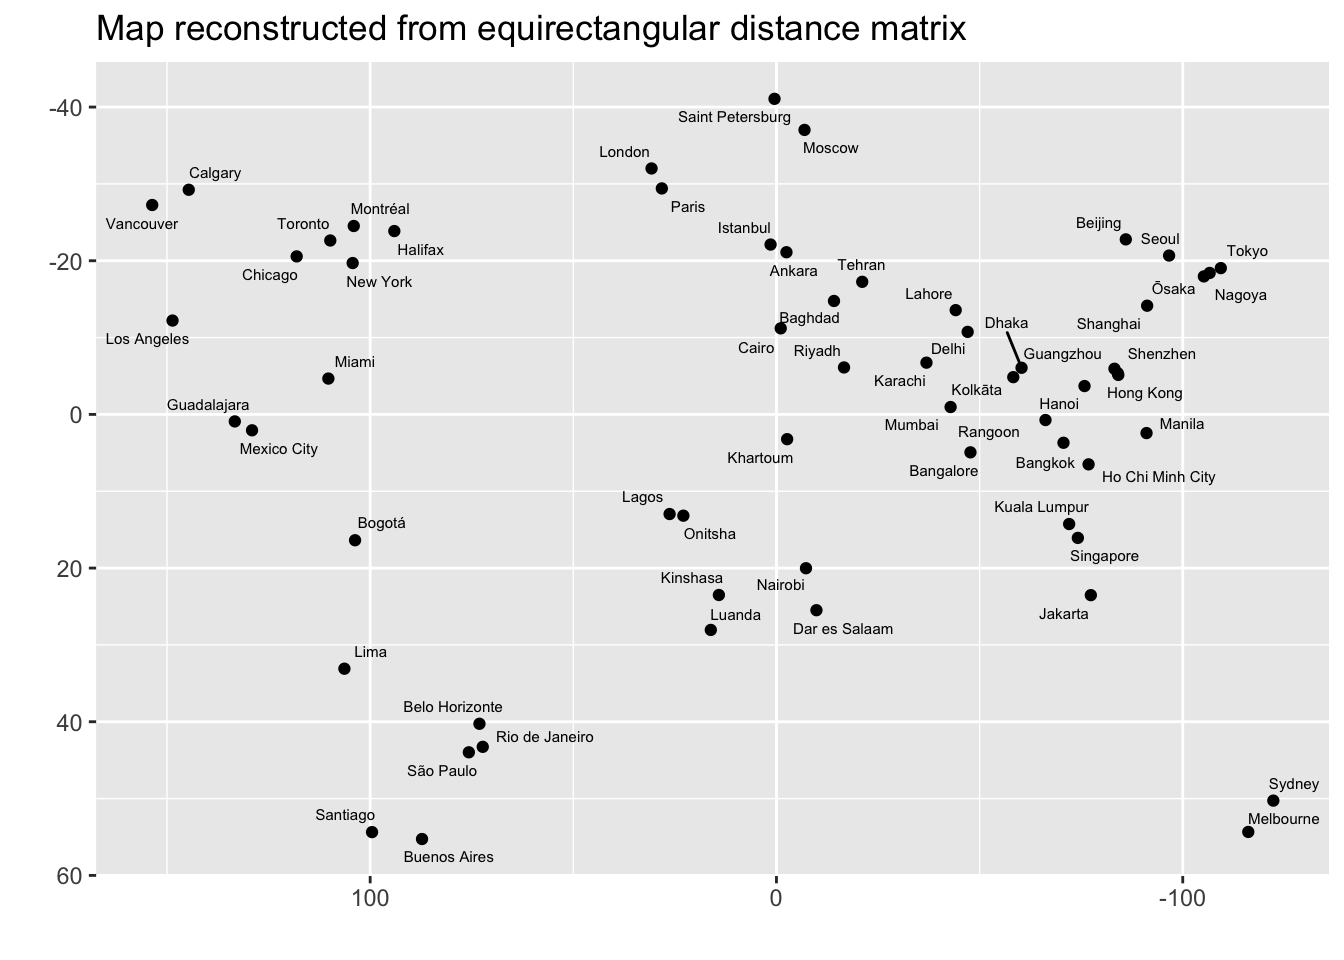 Map reconstructed from equirectangular distance matrix
-40
Saint Petersburg
Moscow
London
Calgary
Paris
Montréal
Vancouver
Toronto
Istanbul
Beijing
Seoul
Halifax
Tokyo
-20
Chicago
New York
Ankara
Tehran
Ōsaka
Nagoya
Lahore
Baghdad
Dhaka
Shanghai
Los Angeles
Cairo
Riyadh
Delhi
Guangzhou
Shenzhen
Miami
Karachi
Kolkāta
Hong Kong
Guadalajara
Hanoi
0
Mumbai
Manila
Mexico City
Rangoon
Khartoum
Bangalore
Bangkok
Ho Chi Minh City
Lagos
Kuala Lumpur
Bogotá
Onitsha
Singapore
20
Kinshasa
Nairobi
Luanda
Jakarta
Dar es Salaam
Lima
Belo Horizonte
40
Rio de Janeiro
São Paulo
Sydney
Santiago
Melbourne
Buenos Aires
60
100
0
-100